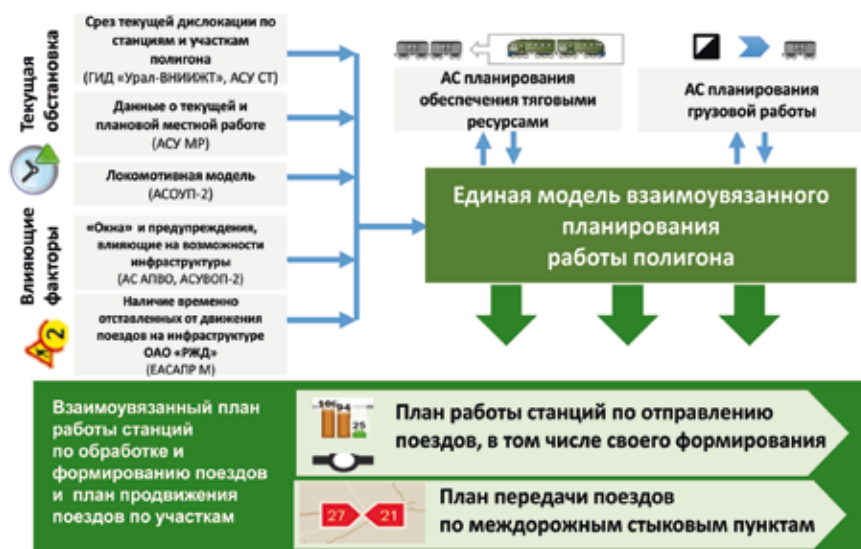 Текущая
обстановка
Срез текущей дислокации по
станциям и участкам
полигона
(ГИД «Урал-ВНИИЖТ», АСУ СТ)
Данные о текущей и
плановой местной работе
(АСУ МР)
Локомотивная модель
(АСОУП-2)
Влияющие
факторы
«Окна» и предупреждения,
влияющие на возможности
инфраструктуры
(АС АПВО, АСУВОП-2)
Наличие временно
отставленных от движения
поездов на инфраструктуре
ОАО «РЖД»
(ЕАСАПР М)
2
АС планирования
обеспечения тяговыми
ресурсами
АС планирования
грузовой работы
Единая модель взаимоувязанного
планирования
работы полигона
Взаимоувязанный план
работы станций
по обработке и
формированию поездов
и план продвижения
поездов по участкам
94
25
План работы станций по отправлению
поездов, в том числе своего формирования
27 21
План передачи поездов
по междорожным стыковым пунктам